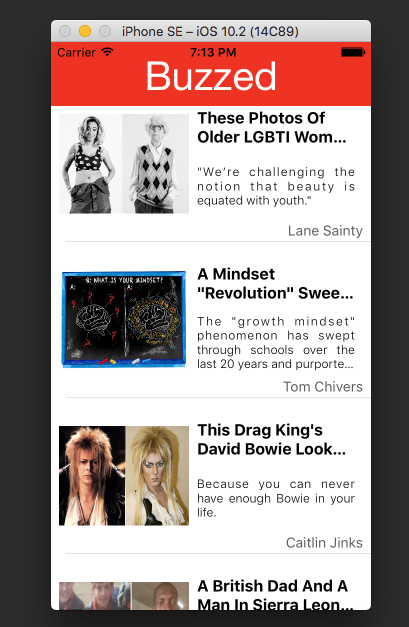 iPhone SE – iOS 10.2 (14C89)
Carrier 7:13 PM
Buzzed
These Photos Of
Older LGBTI Wom...
"We're challenging the
notion that beauty is
equated with youth."
Lane Sainty
: WHAT IS YOUR MINDSET?
A:
A Mindset
"Revolution" Swee...
The "growth mindset"
phenomenon has swept
through schools over the
last 20 years and purporte...
Tom Chivers
This Drag King's
David Bowie Look...
Because you can never
have enough Bowie in your
life.
Caitlin Jinks
A British Dad And A
Man In Sierra Leon...